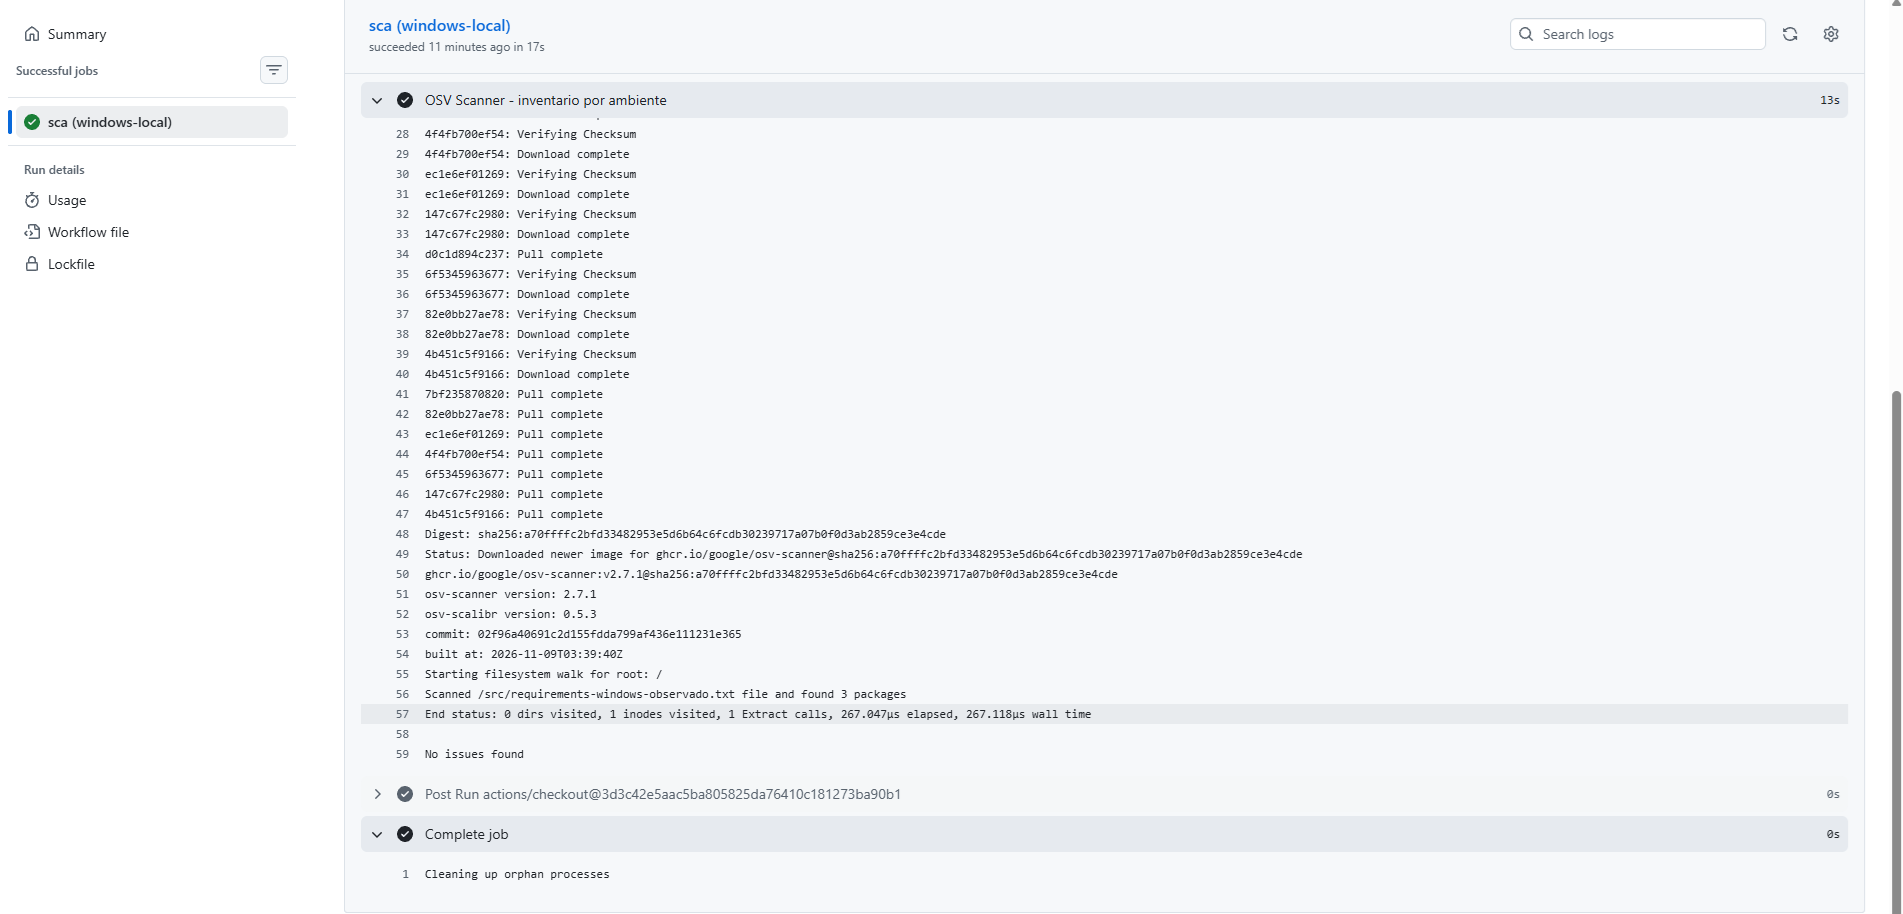 Summary
Successful jobs
sca (windows-local)
Run details
Usage
Workflow file
Lockfile
sca (windows-local)
succeeded 11 minutes ago in 17s
Search logs
OSV Scanner - inventario por ambiente 13s
28 4f4fb700ef54: Verifying Checksum
29 4f4fb700ef54: Download complete
30 ec1e6ef01269: Verifying Checksum
31 ec1e6ef01269: Download complete
32 147c67fc2980: Verifying Checksum
33 147c67fc2980: Download complete
34 d0c1d894c237: Pull complete
35 6f5345963677: Verifying Checksum
36 6f5345963677: Download complete
37 82e0bb27ae78: Verifying Checksum
38 82e0bb27ae78: Download complete
39 4b451c5f9166: Verifying Checksum
40 4b451c5f9166: Download complete
41 7bf235870820: Pull complete
42 82e0bb27ae78: Pull complete
43 ec1e6ef01269: Pull complete
44 4f4fb700ef54: Pull complete
45 6f5345963677: Pull complete
46 147c67fc2980: Pull complete
47 4b451c5f9166: Pull complete
48 Digest: sha256:a70ffffc2bfd33482953e5d6b64c6fcdb30239717a07b0f0d3ab2859ce3e4cde
49 Status: Downloaded newer image for ghcr.io/google/osv-scanner@sha256:a70ffffc2bfd33482953e5d6b64c6fcdb30239717a07b0f0d3ab2859ce3e4cde
50 ghcr.io/google/osv-scanner:v2.7.1@sha256:a70ffffc2bfd33482953e5d6b64c6fcdb30239717a07b0f0d3ab2859ce3e4cde
51 osv-scanner version: 2.7.1
52 osv-scalibr version: 0.5.3
53 commit: 02f96a40691c2d155fdda799af436e111231e365
54 built at: 2026-11-09T03:39:40Z
55 Starting filesystem walk for root: /
56 Scanned /src/requirements-windows-observado.txt file and found 3 packages
57 End status: 0 dirs visited, 1 inodes visited, 1 Extract calls, 267.047µs elapsed, 267.118µs wall time
58
59 No issues found
Post Run actions/checkout@3d3c42e5aac5ba805825da76410c181273ba90b1 0s
Complete job 0s
1 Cleaning up orphan processes